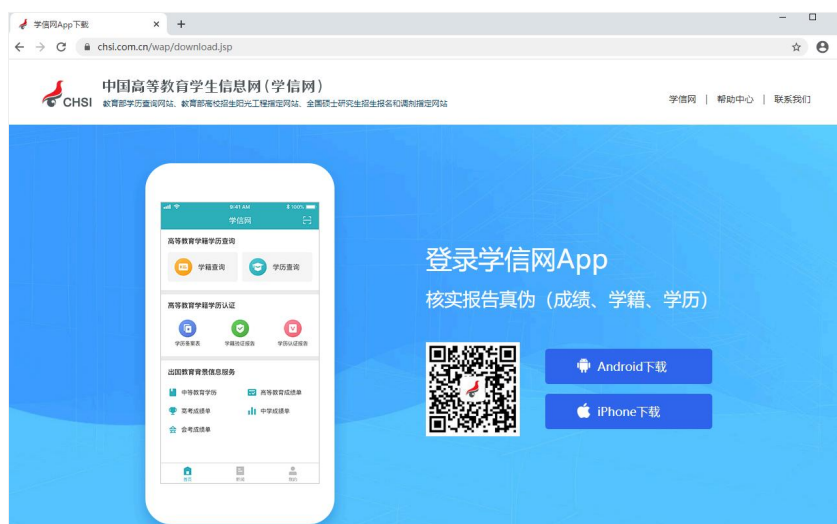 学信网App下载
chsi.com.cn/wap/download.jsp
CHSI
中国高等教育学生信息网(学信网)
教育部学历查询网站、教育部高校招生阳光工程指定网站、全国硕士研究生招生报名和调剂指定网站
学信网 | 帮助中心 | 联系我们
9:41 AM 100%
学信网
高等教育学籍学历查询
学籍查询 学历查询
高等教育学籍学历认证
学历备案表 学籍验证报告 学历认证报告
出国教育背景信息服务
中等教育学历 高等教育成绩单
高考成绩单 中学成绩单
会考成绩单
首页 我的
登录学信网App
核实报告真伪(成绩、学籍、学历)
Android下载
iPhone下载